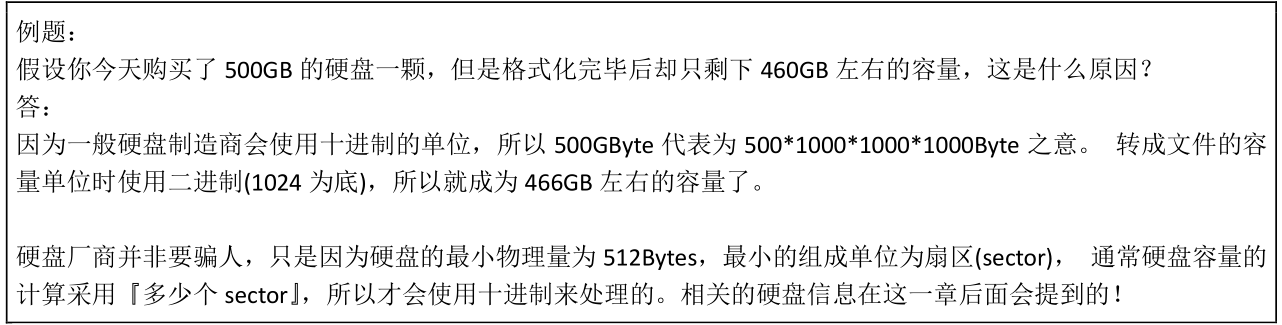 例题：
假设你今天购买了 500GB 的硬盘一颗，但是格式化完毕后却只剩下 460GB 左右的容量，这是什么原因？
答：
因为一般硬盘制造商会使用十进制的单位，所以 500GByte 代表为 500*1000*1000*1000Byte 之意。 转成文件的容
量单位时使用二进制(1024 为底)，所以就成为 466GB 左右的容量了。
硬盘厂商并非要骗人，只是因为硬盘的最小物理量为 512Bytes，最小的组成单位为扇区(sector)， 通常硬盘容量的
计算采用『多少个 sector』，所以才会使用十进制来处理的。相关的硬盘信息在这一章后面会提到的！